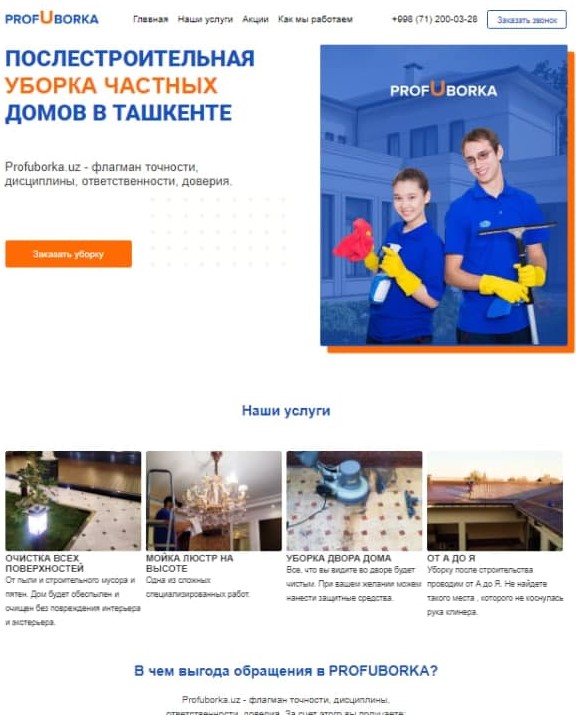 PROFUBORKA
Главная Наши услуги Акции Как мы работаем
+998 (71) 200-03-28
Заказать звонок
ПОСЛЕСТРОИТЕЛЬНАЯ
УБОРКА ЧАСТНЫХ
ДОМОВ В ТАШКЕНТЕ
PROFUBORKA
Profuborka.uz - флагман точности,
дисциплины, ответственности, доверия.
Заказать уборку
Наши услуги
ОЧИСТКА ВСЕХ
ПОВЕРХНОСТЕЙ
От пыли и строительного мусора и
пятен. Дом будет обеспылен и
очищен без повреждения интерьера
и экстерьера.
МОЙКА ЛЮСТР НА
ВЫСОТЕ
Одна из сложных
специализированных работ.
УБОРКА ДВОРА ДОМА
Все, что вы видите во дворе будет
чистым. При вашем желании можем
нанести защитные средства.
ОТ А ДО Я
Уборку после строительства
проводим от А до Я. Не найдете
такого места , которого не коснулась
рука клинера.
В чем выгода обращения в PROFUBORKA?
Profuborka.uz - флагман точности, дисциплины,
ответственности, доверия. За счет этого вы получаете: